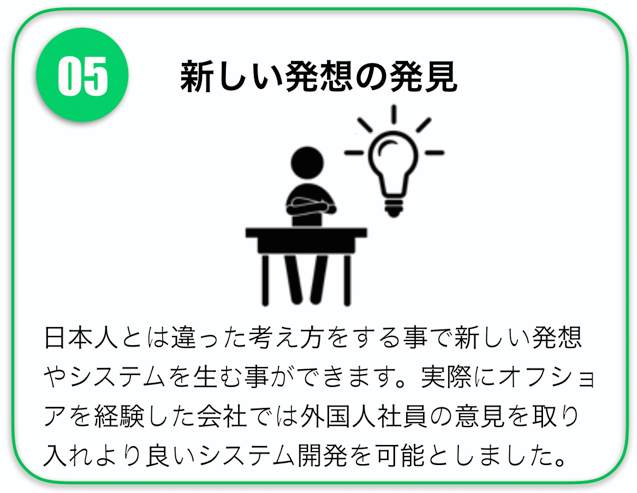 05
新しい発想の発見
日本人とは違った考え方をする事で新しい発想
やシステムを生む事ができます。実際にオフショ
アを経験した会社では外国人社員の意見を取り
入れより良いシステム開発を可能としました。